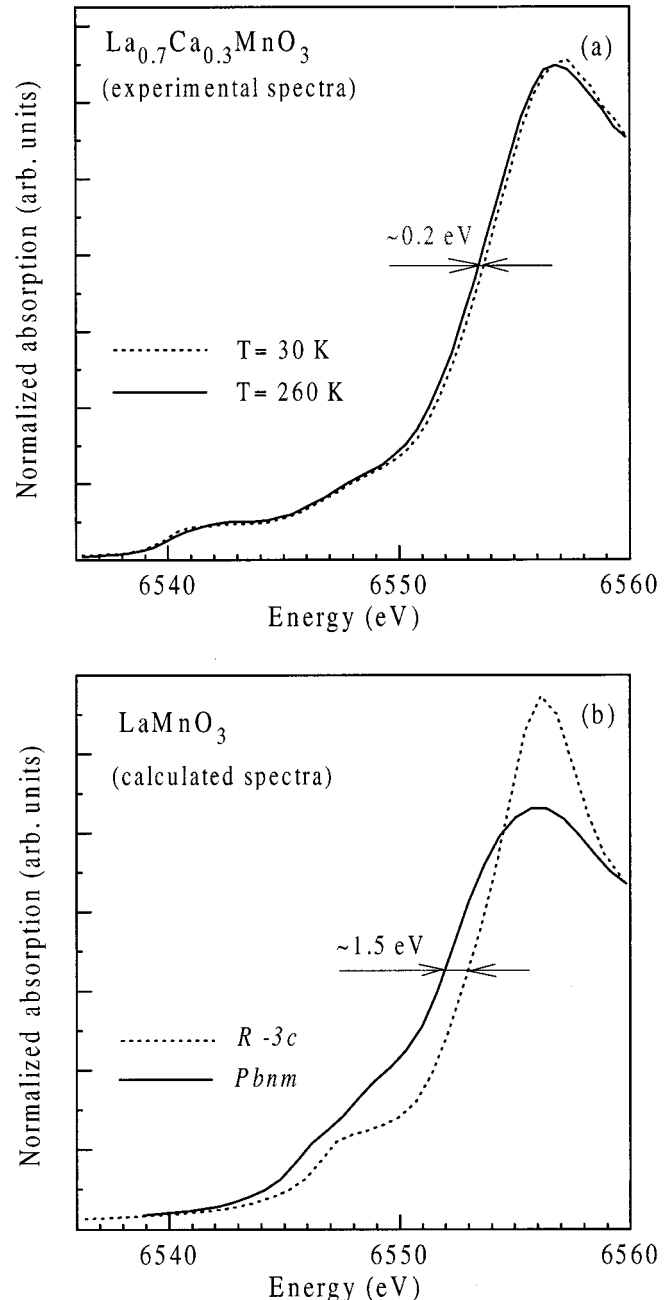 La0.7Ca0.3MnO3
(a)
(experimental spectra)
~0.2 eV
T= 30 K
T= 260 K
Normalized absorption (arb. units)
6540
6550
6560
Energy (eV)
LaMnO3
(b)
(calculated spectra)
~1.5 eV
R -3c
Pbnm
Normalized absorption (arb. units)
6540
6550
6560
Energy (eV)